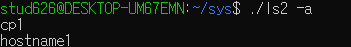 stud626@DESKTOP-UM67EMN:~/sys$ ./ls2 -a
cp1
hostname1